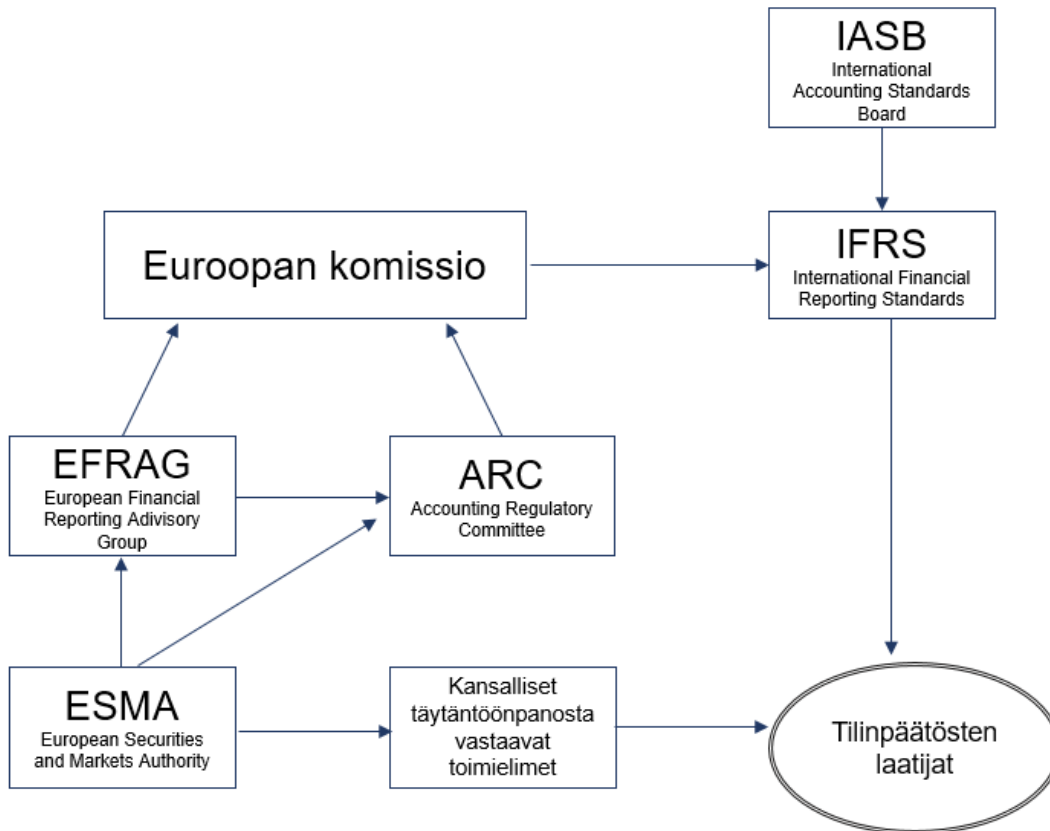 IASB
International
Accounting Standards
Board
Euroopan komissio
IFRS
International Financial
Reporting Standards
EFRAG
European Financial
Reporting Adivisory
Group
ARC
Accounting Regulatory
Committee
ESMA
European Securities
and Markets Authority
Kansalliset
täytäntöönpanosta
vastaavat
toimielimet
Tilinpäätösten
laatijat